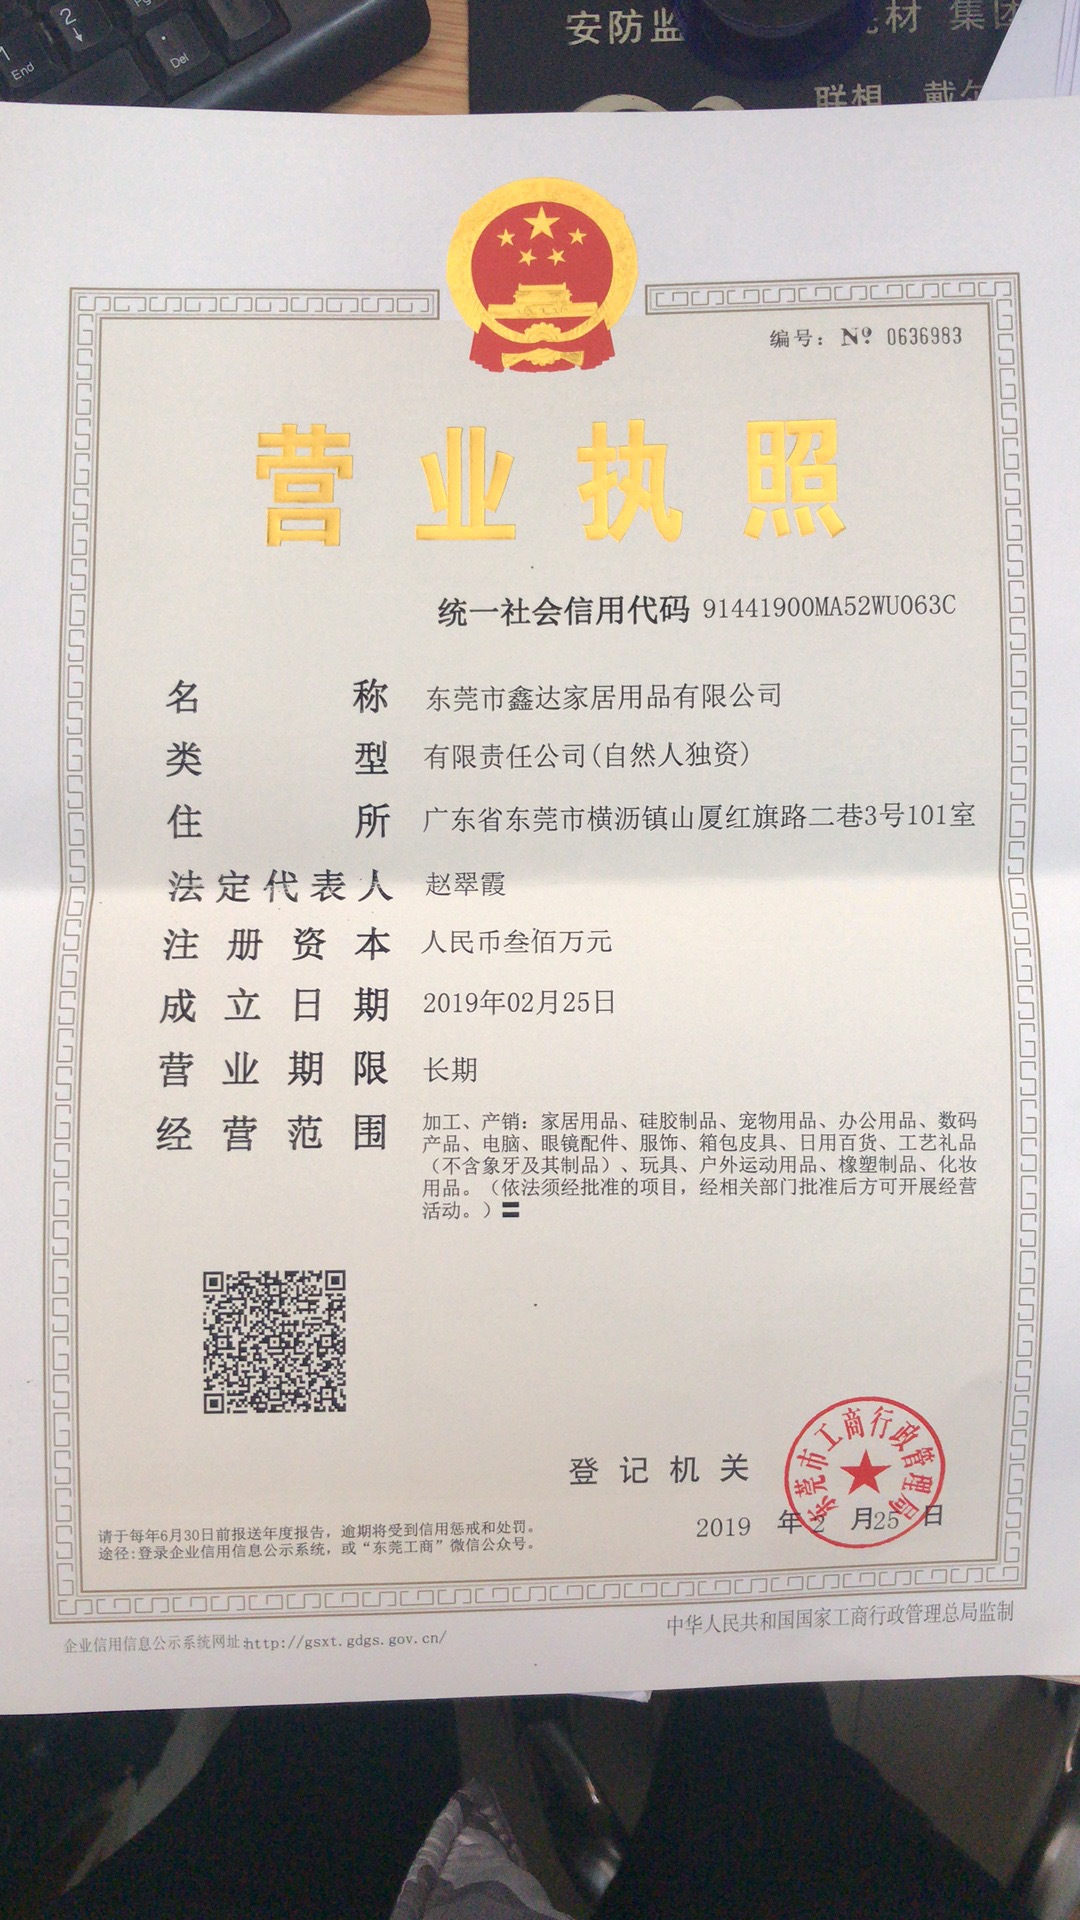 2
1
End
Del
安防监
材 集团
联想 戴尔
编号: Nº 0636983
营业执照
统一社会信用代码 91441900MA52WU063C
名称 东莞市鑫达家居用品有限公司
类型 有限责任公司(自然人独资)
住所 广东省东莞市横沥镇山厦红旗路二巷3号101室
法定代表人 赵翠霞
注册资本 人民币叁佰万元
成立日期 2019年02月25日
营业期限 长期
经营范围 加工、产销：家居用品、硅胶制品、宠物用品、办公用品、数码
产品、电脑、眼镜配件、服饰、箱包皮具、日用百货、工艺礼品
（不含象牙及其制品）、玩具、户外运动用品、橡塑制品、化妆
用品。（依法须经批准的项目，经相关部门批准后方可开展经营
活动。）〓
登记机关
东莞市工商行政管理局
2019 年 2 月 25 日
请于每年6月30日前报送年度报告，逾期将受到信用惩戒和处罚。
途径:登录企业信用信息公示系统，或“东莞工商”微信公众号。
企业信用信息公示系统网址:http://gsxt.gdgs.gov.cn/
中华人民共和国国家工商行政管理总局监制